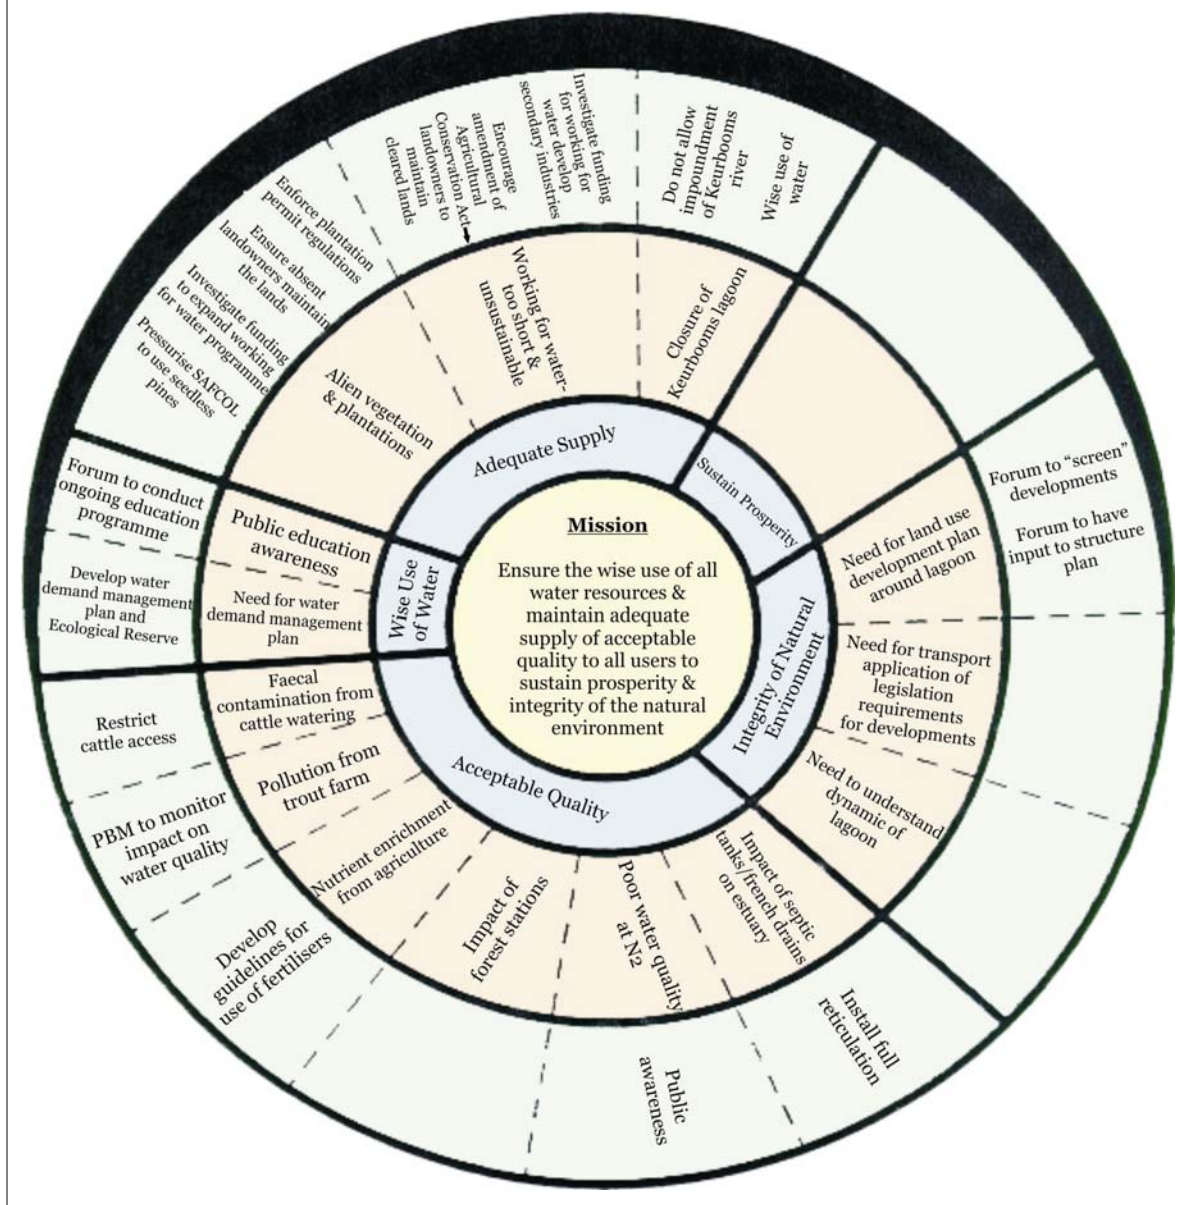 Mission
Ensure the wise use of all
water resources &
maintain adequate
supply of acceptable
quality to all users to
sustain prosperity &
integrity of the natural
environment
Adequate Supply
Sustain Prosperity
Integrity of Natural
Environment
Acceptable Quality
Wise Use
of Water
Alien vegetation
& plantations
Working for water-
too short &
unsustainable
Closure of
Keurbooms lagoon
Need for land use
development plan
around lagoon
Need for transport
application of
legislation
requirements
for developments
Need to understand
dynamic of
lagoon
Impact of septic
tanks/french drains
on estuary
Poor water quality
at N2
Impact of
forest stations
Nutrient enrichment
from agriculture
Pollution from
trout farm
Faecal
contamination from
cattle watering
Need for water
demand management
plan
Public education
awareness
Enforce plantation
permit regulations
Ensure absent
landowners maintain
the lands
Investigate funding
to expand working
for water programme
Pressurise SAFCOL
to use seedless
pines
Encourage
amendment of
Agricultural
Conservation Act
landowners to
maintain
cleared lands
Investigate funding
for working for
water develop
secondary industries
Do not allow
impoundment
of Keurbooms
river
Wise use of
water
Forum to “screen”
developments
Forum to have
input to structure
plan
Install full
reticulation
Public
awareness
Develop
guidelines for
use of fertilisers
PBM to monitor
impact on
water quality
Restrict
cattle access
Develop water
demand management
plan and
Ecological Reserve
Forum to conduct
ongoing education
programme